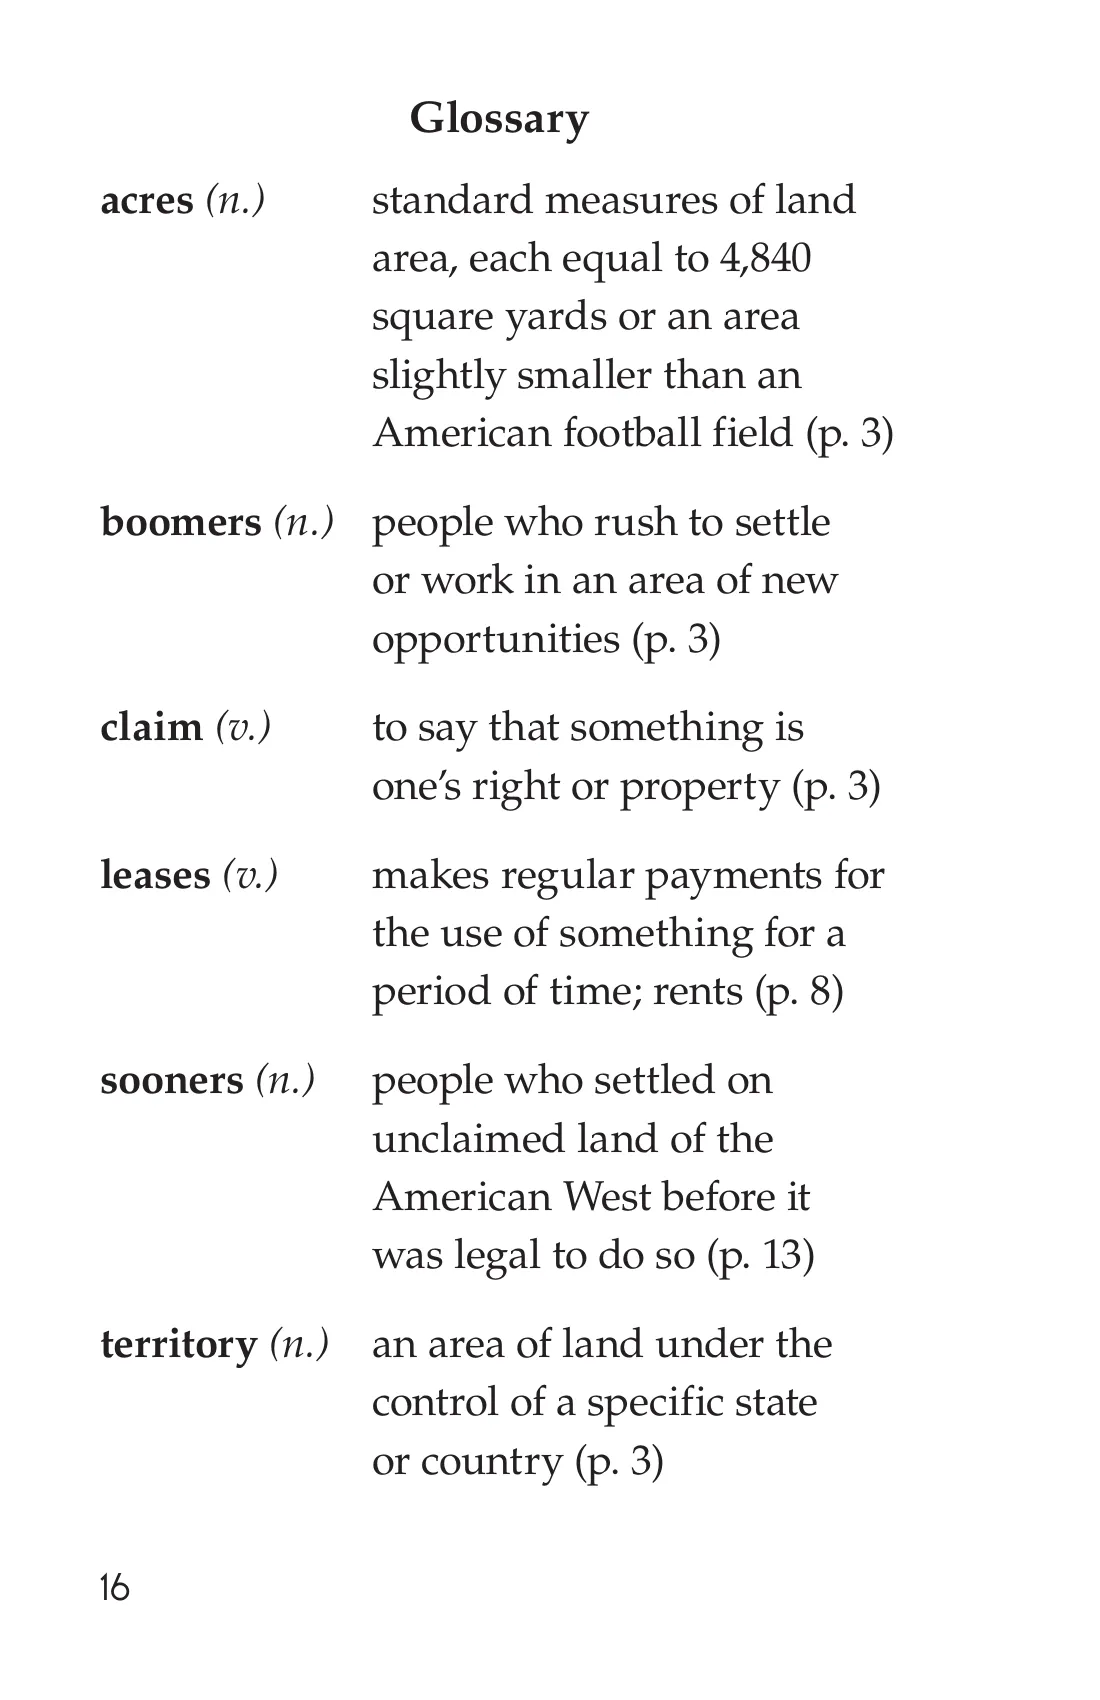 Glossary
acres (n.) standard measures of land
area, each equal to 4,840
square yards or an area
slightly smaller than an
American football field (p. 3)
boomers (n.) people who rush to settle
or work in an area of new
opportunities (p. 3)
claim (v.) to say that something is
one’s right or property (p. 3)
leases (v.) makes regular payments for
the use of something for a
period of time; rents (p. 8)
sooners (n.) people who settled on
unclaimed land of the
American West before it
was legal to do so (p. 13)
territory (n.) an area of land under the
control of a specific state
or country (p. 3)
16